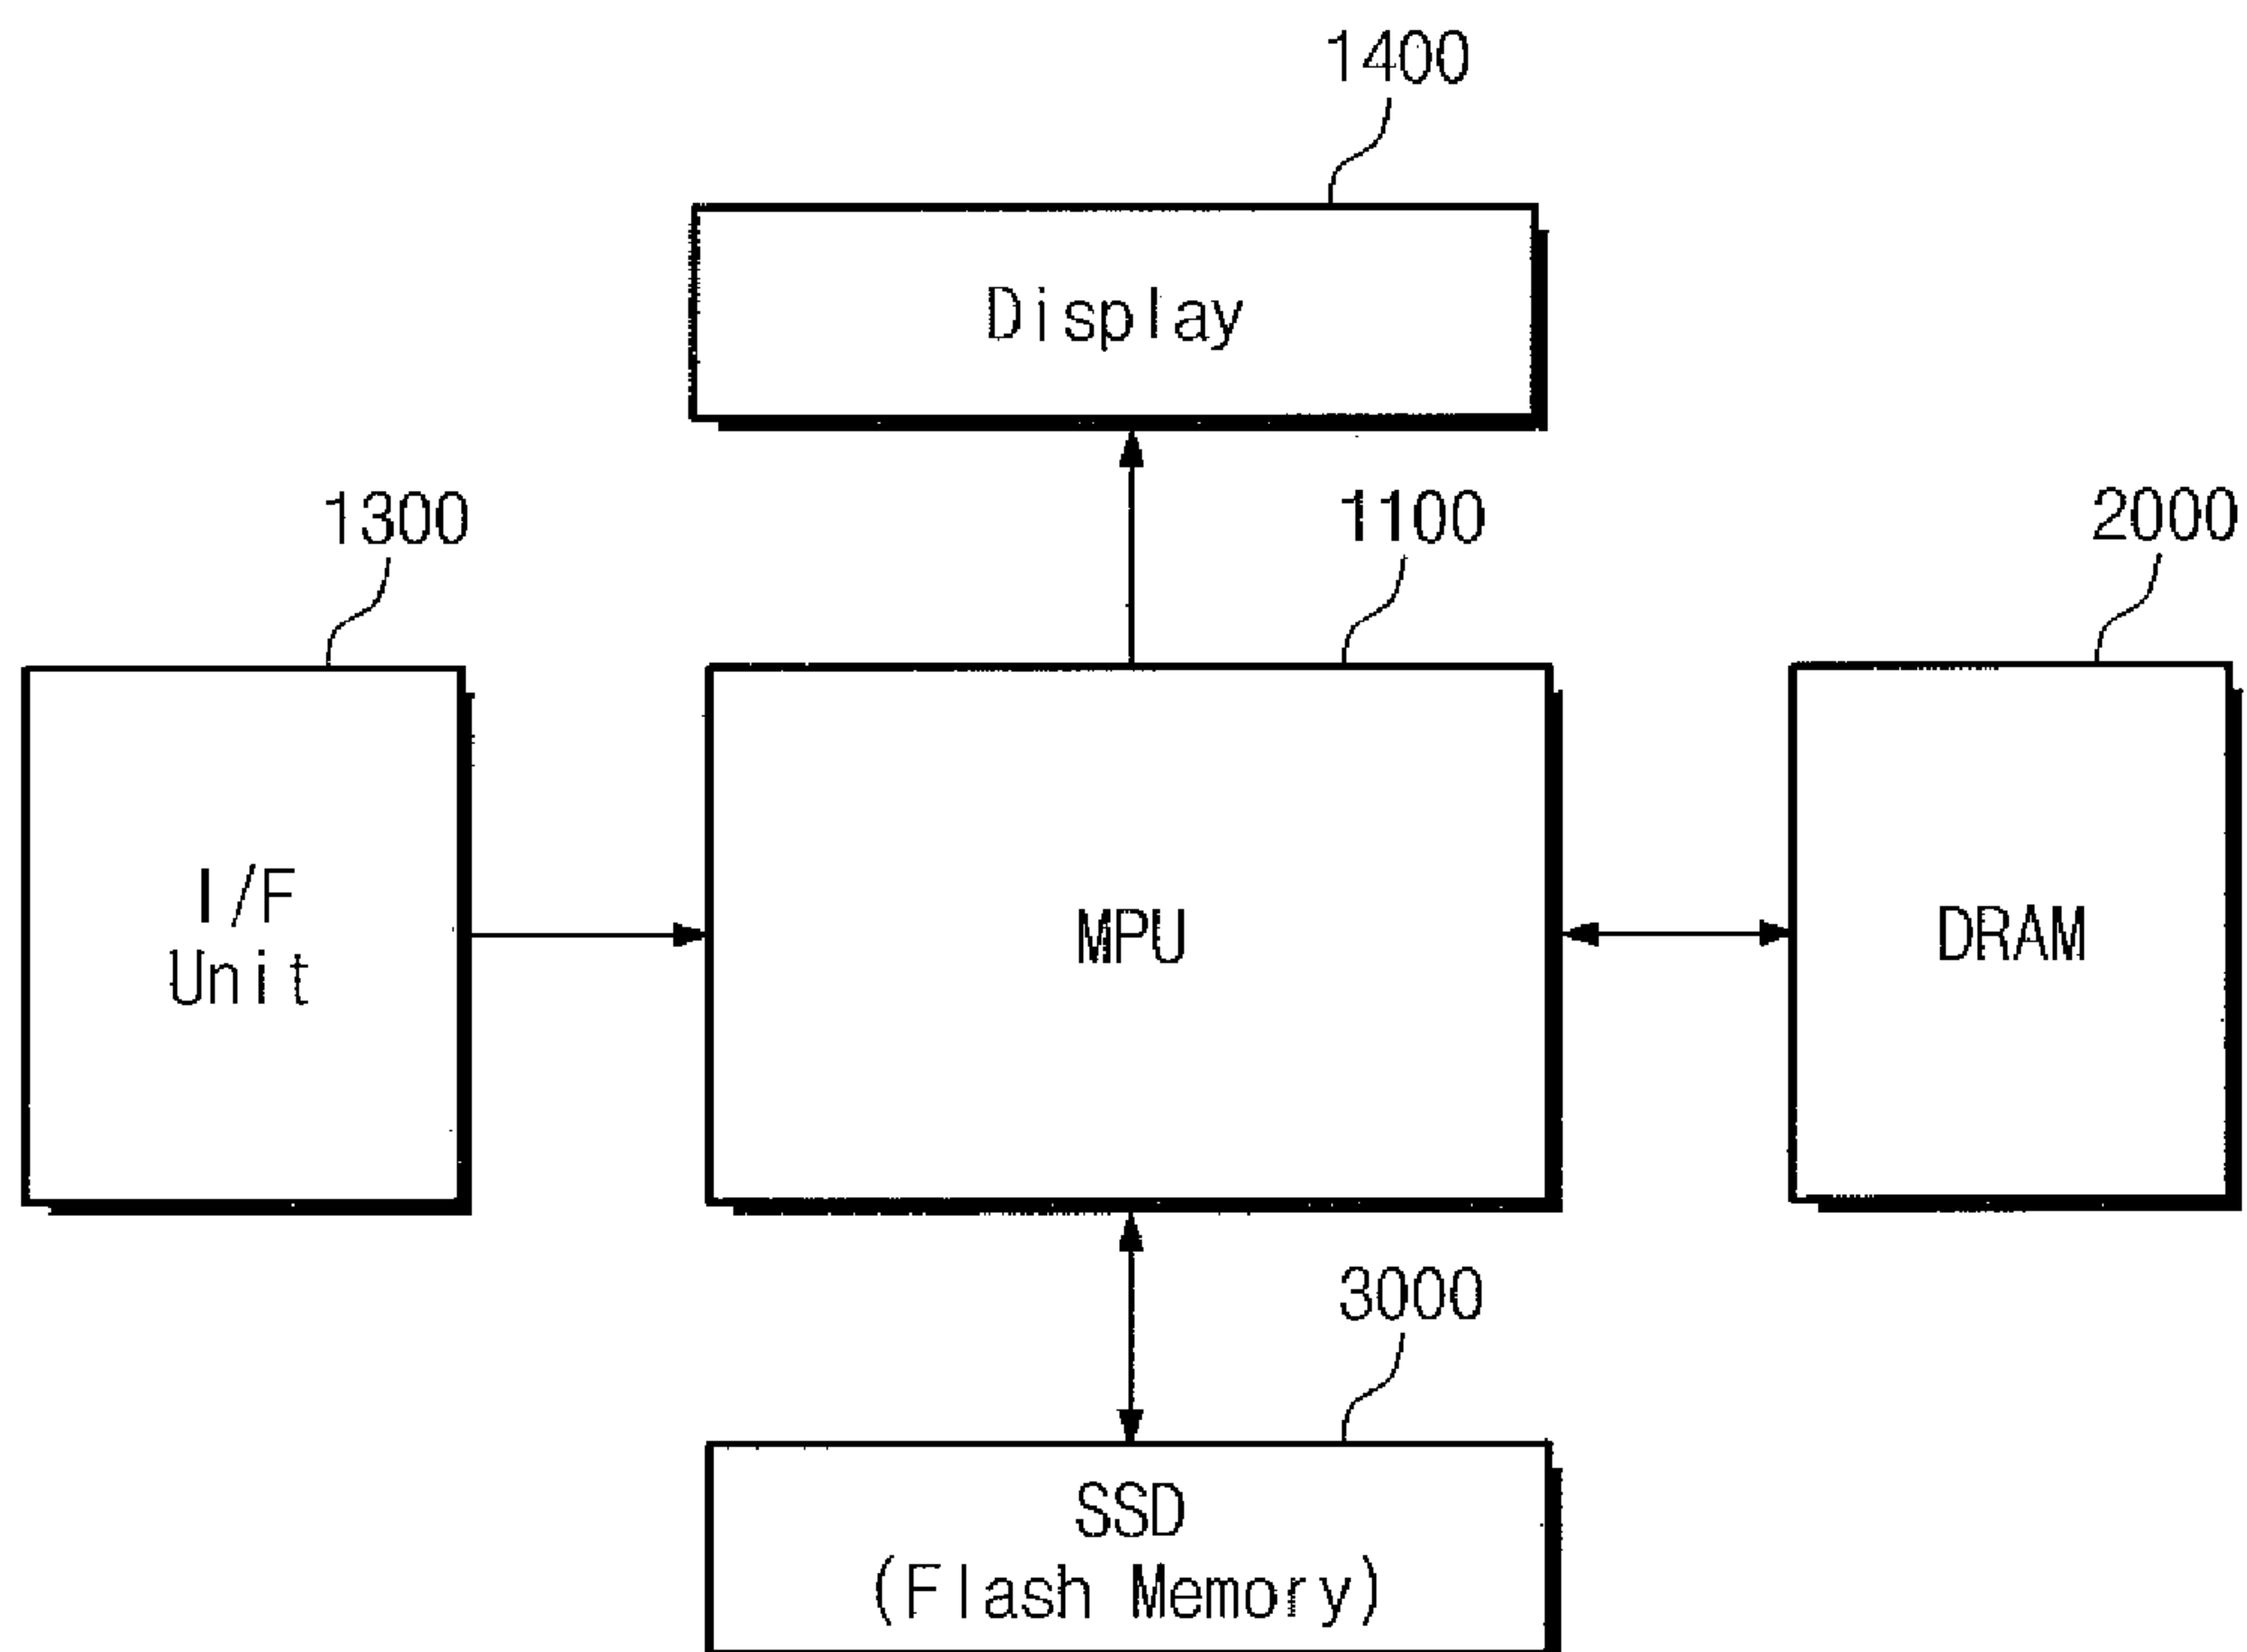 1400
Display
1300
1100
2000
I/F
Unit
MPU
DRAM
3000
SSD
(Flash Memory)